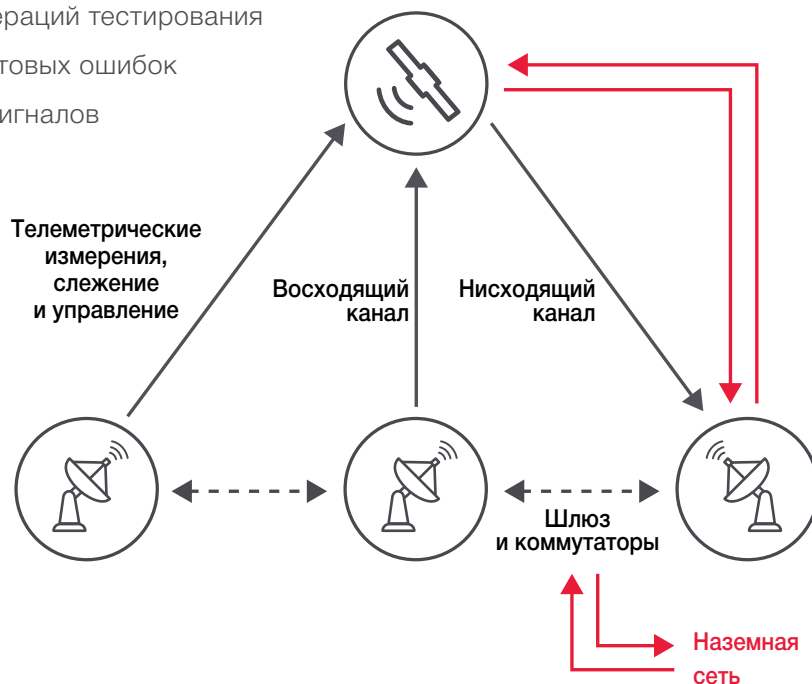 ераций тестирования
товых ошибок
игналов
Телеметрические
измерения,
слежение
и управление
Восходящий
канал
Нисходящий
канал
Шлюз
и коммутаторы
Наземная
сеть